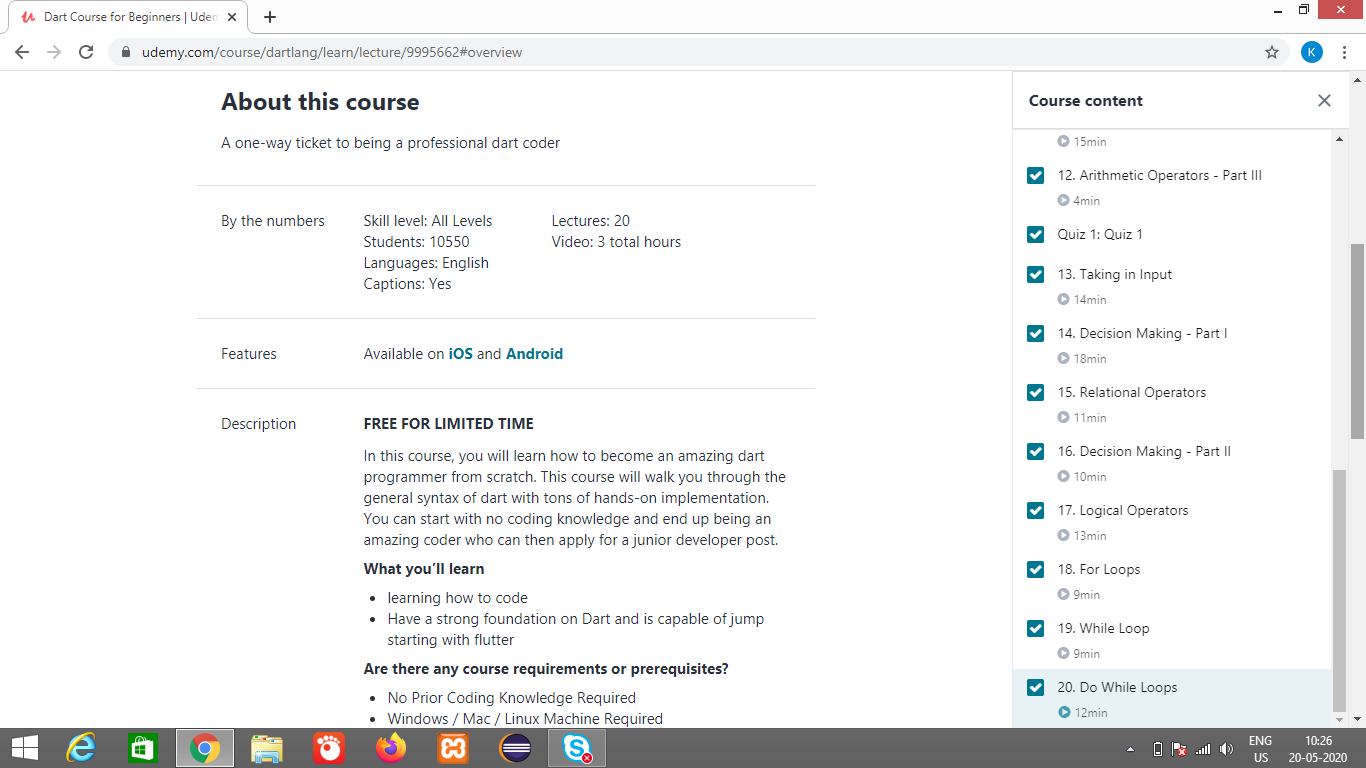 Dart Course for Beginners | Uder
udemy.com/course/dartlang/learn/lecture/9995662#overview
K
About this course
A one-way ticket to being a professional dart coder
By the numbers
Skill level: All Levels
Students: 10550
Languages: English
Captions: Yes
Lectures: 20
Video: 3 total hours
Features
Available on iOS and Android
Description
FREE FOR LIMITED TIME
In this course, you will learn how to become an amazing dart
programmer from scratch. This course will walk you through the
general syntax of dart with tons of hands-on implementation.
You can start with no coding knowledge and end up being an
amazing coder who can then apply for a junior developer post.
What you'll learn
learning how to code
Have a strong foundation on Dart and is capable of jump
starting with flutter
Are there any course requirements or prerequisites?
No Prior Coding Knowledge Required
Windows / Mac / Linux Machine Required
Course content
15min
12. Arithmetic Operators - Part III
4min
Quiz 1: Quiz 1
13. Taking in Input
14min
14. Decision Making - Part I
18min
15. Relational Operators
11min
16. Decision Making - Part II
10min
17. Logical Operators
13min
18. For Loops
9min
19. While Loop
9min
20. Do While Loops
12min
ENG
US
10:26
20-05-2020